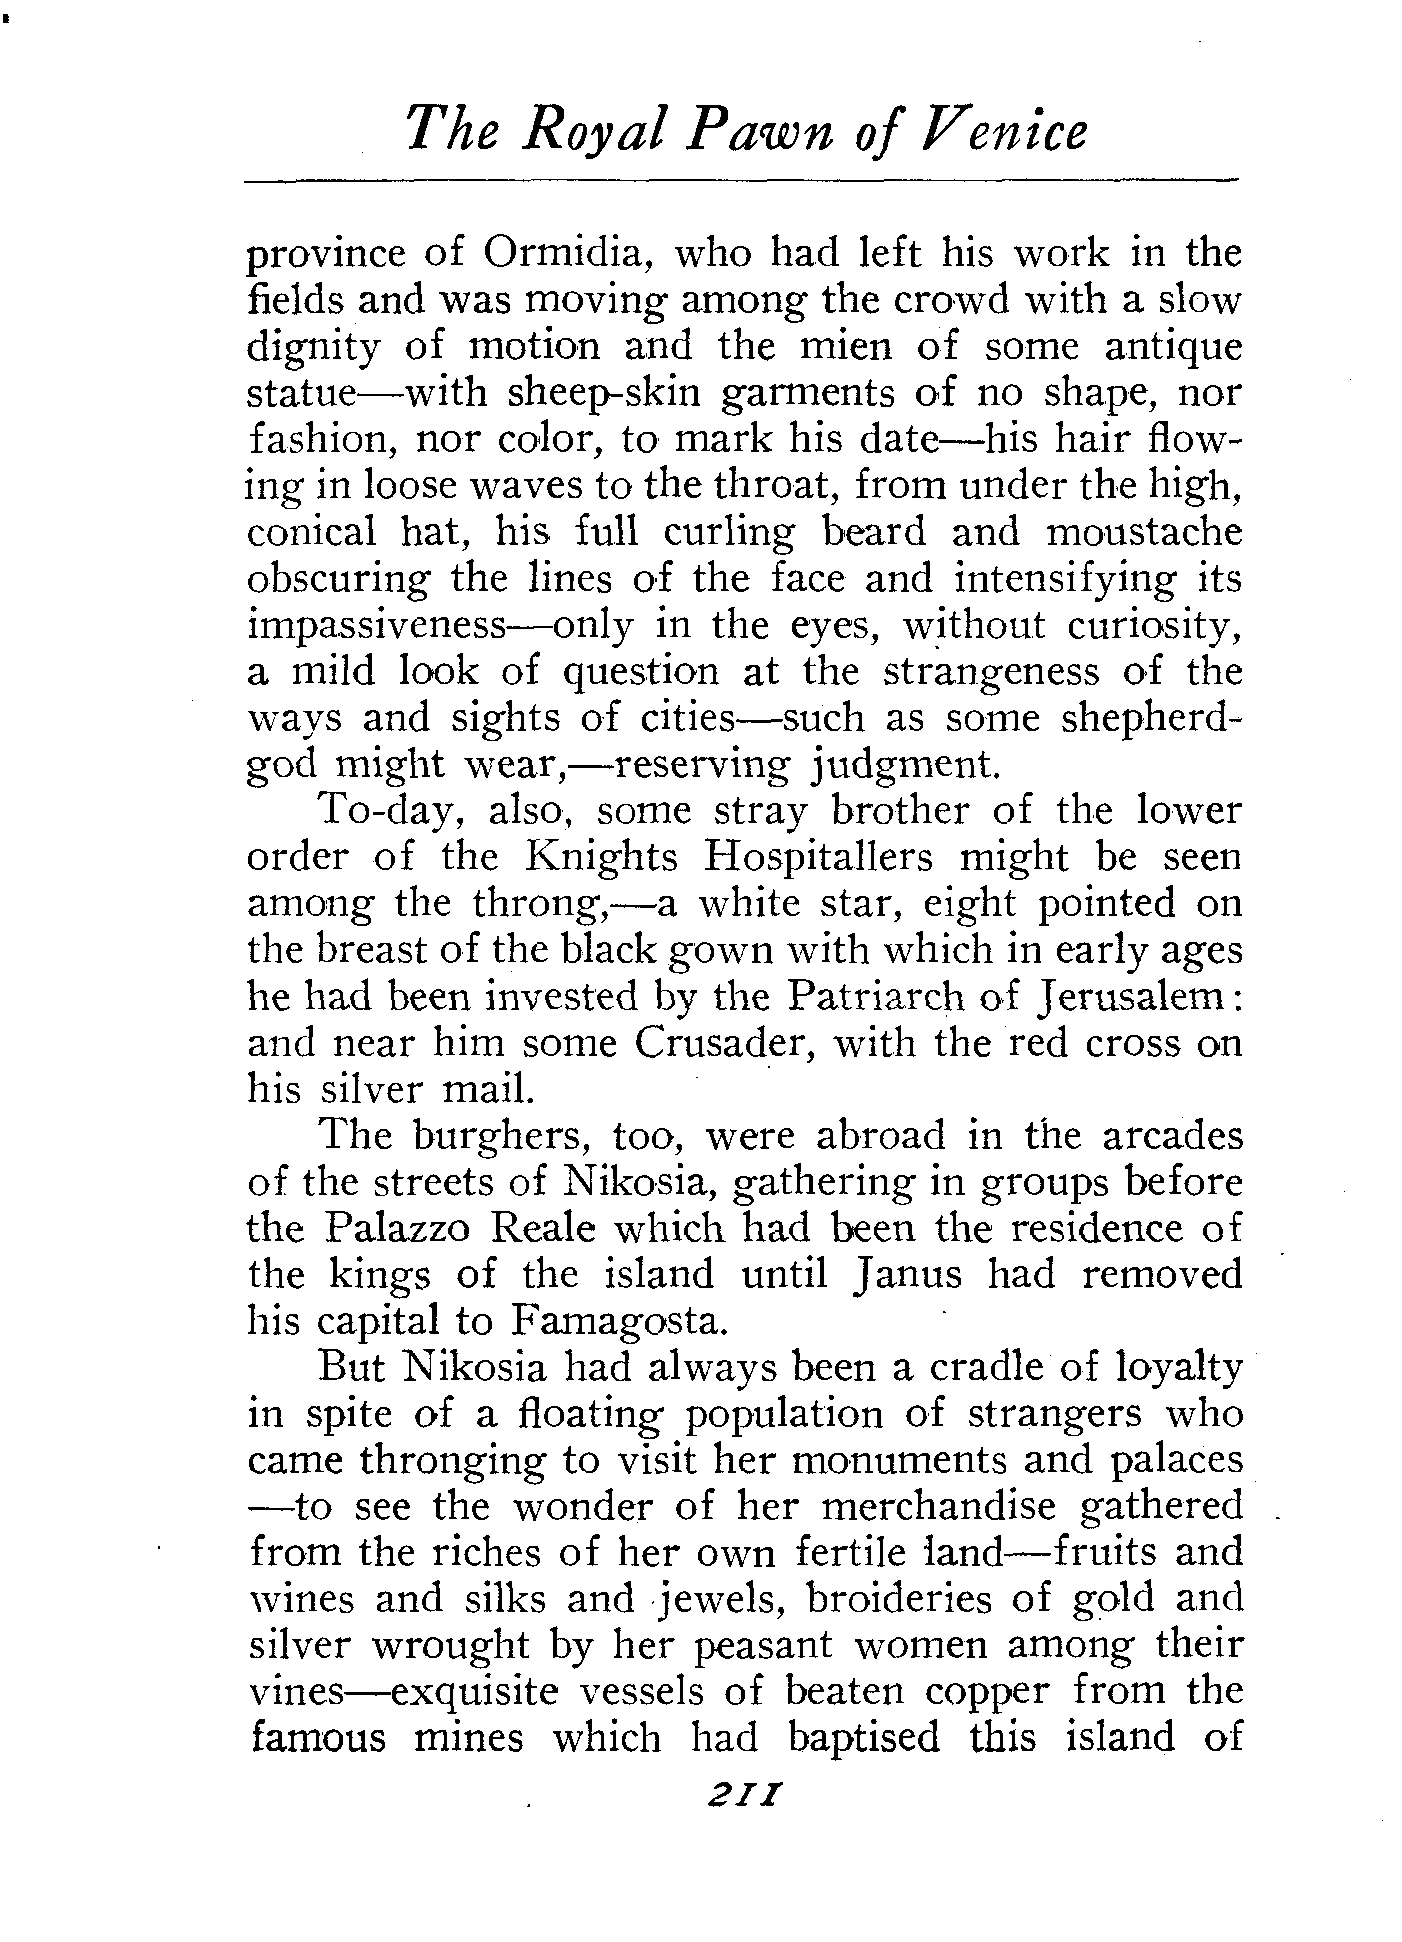 The Royal Pawn of Venice
province of Ormidia, who had left his work in the
fields and was moving among the crowd with a slow
dignity of motion and the mien of some antique
statue—with sheep-skin garments of no shape, nor
fashion, nor color, to mark his date—his hair flow-
ing in loose waves to the throat, from under the high,
conical hat, his full curling beard and moustache
obscuring the lines of the face and intensifying its
impassiveness—only in the eyes, without curiosity,
a mild look of question at the strangeness of the
ways and sights of cities—such as some shepherd-
god might wear,—reserving judgment.
To-day, also, some stray brother of the lower
order of the Knights Hospitallers might be seen
among the throng,—a white star, eight pointed on
the breast of the black gown with which in early ages
he had been invested by the Patriarch of Jerusalem:
and near him some Crusader, with the red cross on
his silver mail.
The burghers, too, were abroad in the arcades
of the streets of Nikosia, gathering in groups before
the Palazzo Reale which had been the residence of
the kings of the island until Janus had removed
his capital to Famagosta.
But Nikosia had always been a cradle of loyalty
in spite of a floating population of strangers who
came thronging to visit her monuments and palaces
—to see the wonder of her merchandise gathered
from the riches of her own fertile land—fruits and
wines and silks and jewels, broideries of gold and
silver wrought by her peasant women among their
vines—exquisite vessels of beaten copper from the
famous mines which had baptised this island of
211